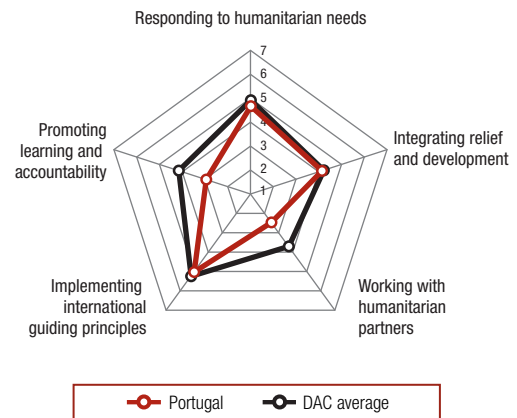 Responding to humanitarian needs
7
6
5
4
3
2
1
Promoting
learning and
accountability
Integrating relief
and development
Implementing
international
guiding principles
Working with
humanitarian
partners
Portugal
DAC average